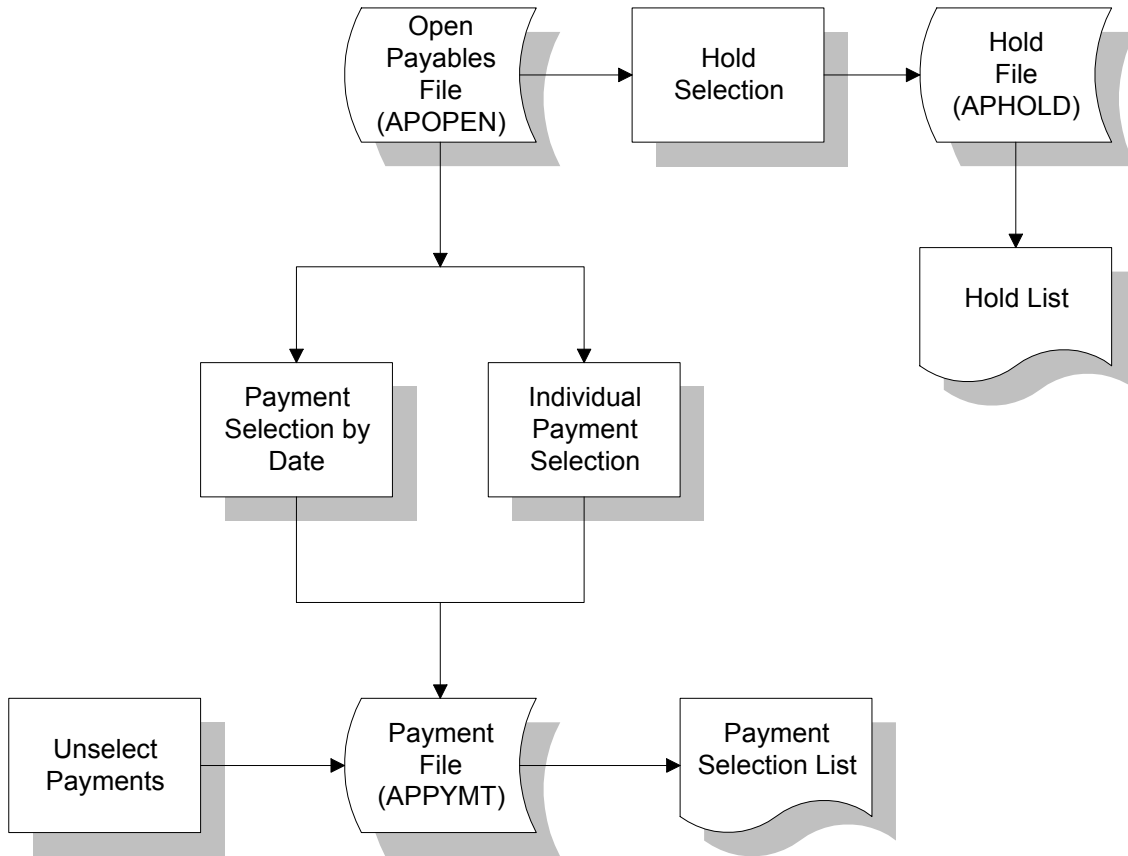 Open
Payables
File
(APOPEN)
Hold
Selection
Hold
File
(APHOLD)
Hold List
Payment
Selection by
Date
Individual
Payment
Selection
Unselect
Payments
Payment
File
(APPYMT)
Payment
Selection List